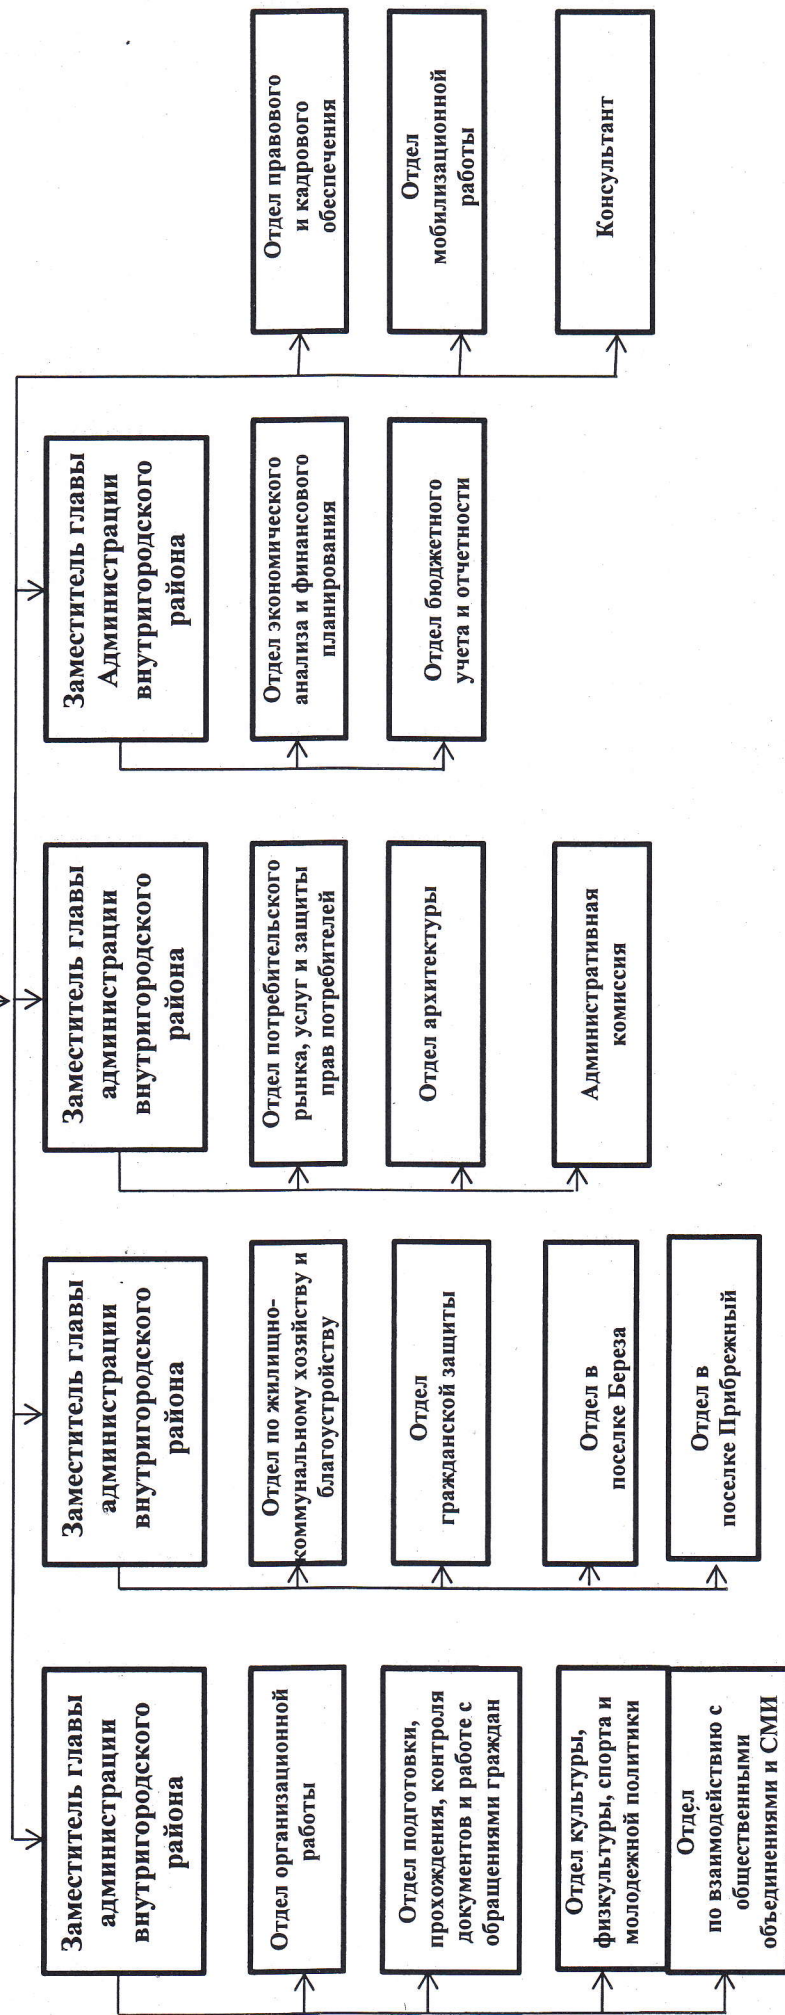 Заместитель главы
администрации
внутригородского
района
Отдел организационной
работы
Отдел подготовки,
прохождения, контроля
документов и работе с
обращениями граждан
Отдел культуры,
физкультуры, спорта и
молодежной политики
Отдел
по взаимодействию с
общественными
объединениями и СМИ
Заместитель главы
администрации
внутригородского
района
Отдел по жилищно-
коммунальному хозяйству и
благоустройству
Отдел
гражданской защиты
Отдел в
поселке Береза
Отдел в
поселке Прибрежный
Заместитель главы
администрации
внутригородского
района
Отдел потребительского
рынка, услуг и защиты
прав потребителей
Отдел архитектуры
Административная
комиссия
Заместитель главы
Администрации
внутригородского
района
Отдел экономического
анализа и финансового
планирования
Отдел бюджетного
учета и отчетности
Отдел правового
и кадрового
обеспечения
Отдел
мобилизационной
работы
Консультант